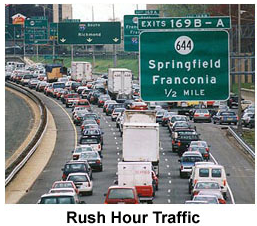 EXITS 169B-A
644
Springfield
Franconia
1/2 MILE
Richmond
Rush Hour Traffic